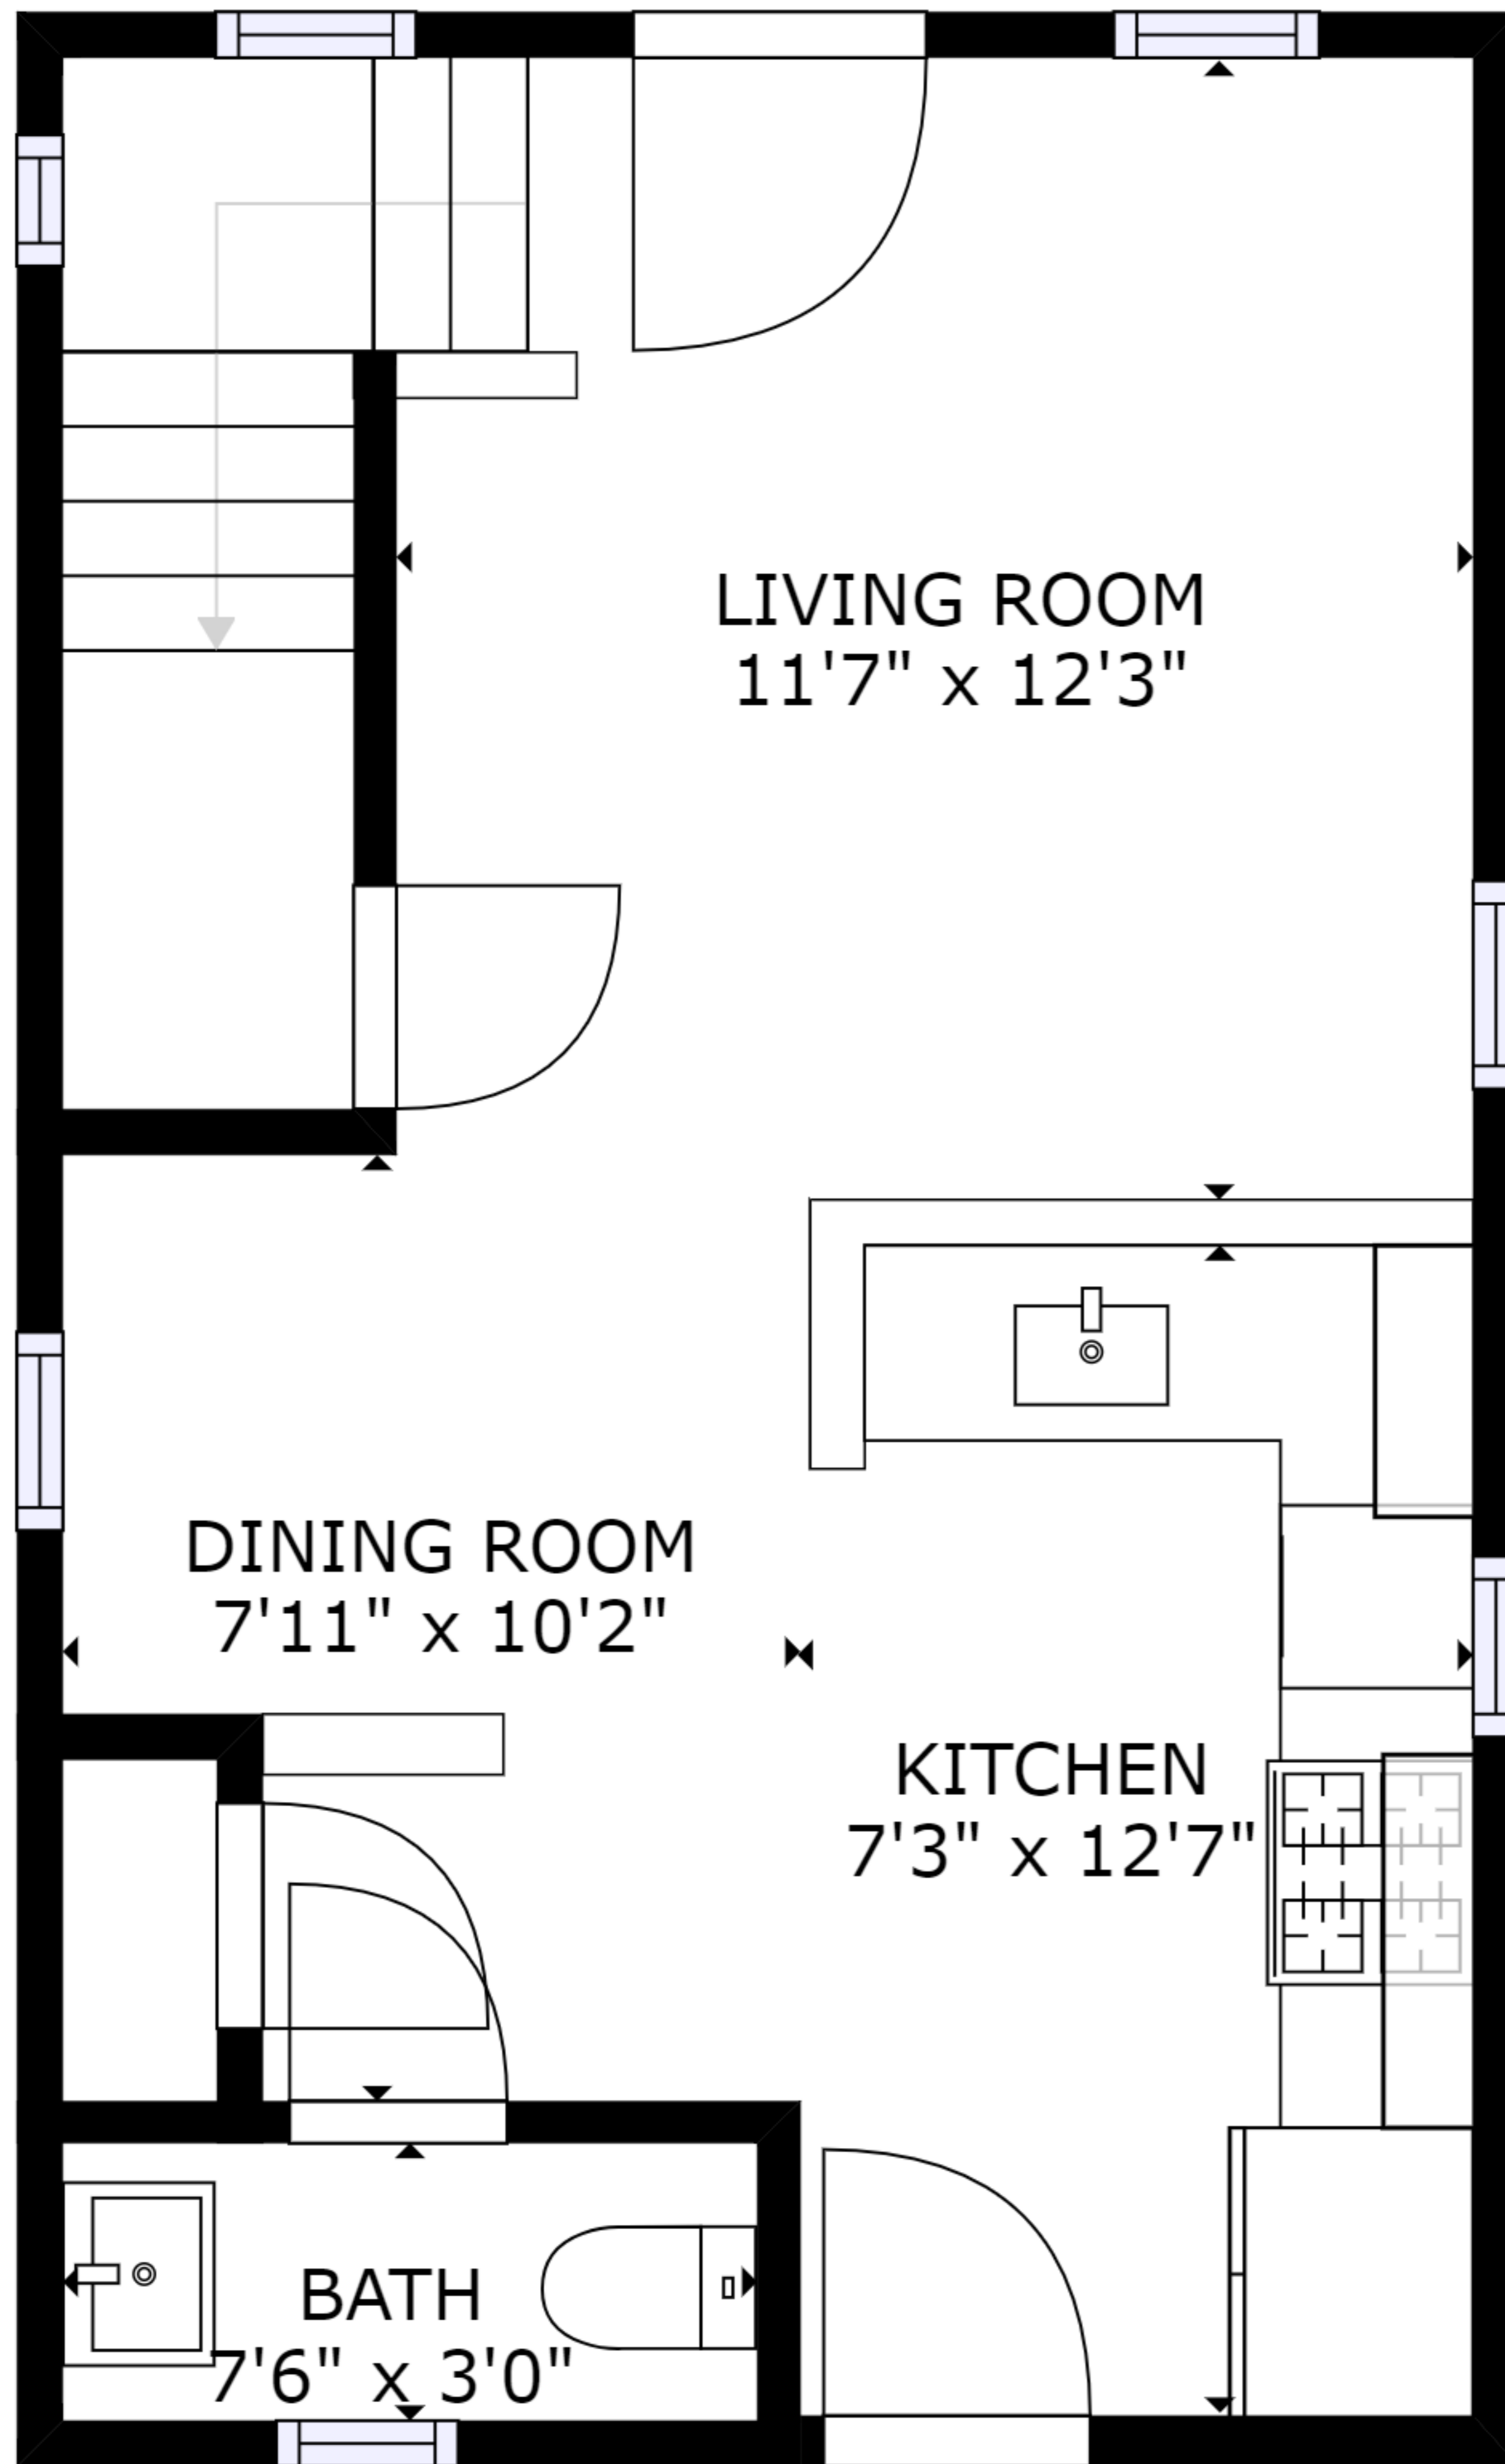 LIVING ROOM
11'7" x 12'3"
DINING ROOM
7'11" x 10'2"
KITCHEN
7'3" x 12'7"
BATH
7'6" x 3'0"